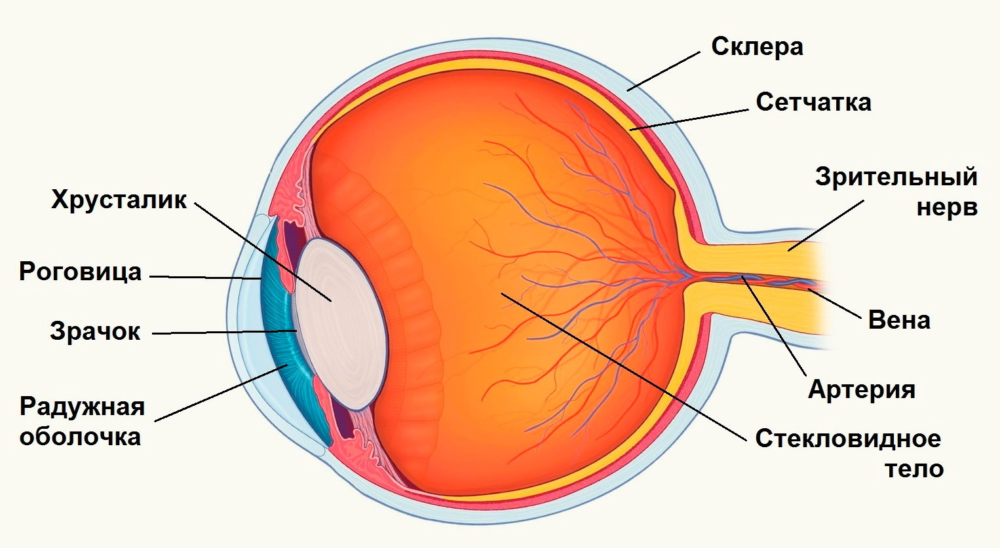 Склера
Сетчатка
Зрительный
нерв
Хрусталик
Роговица
Вена
Зрачок
Артерия
Радужная
оболочка
Стекловидное
тело